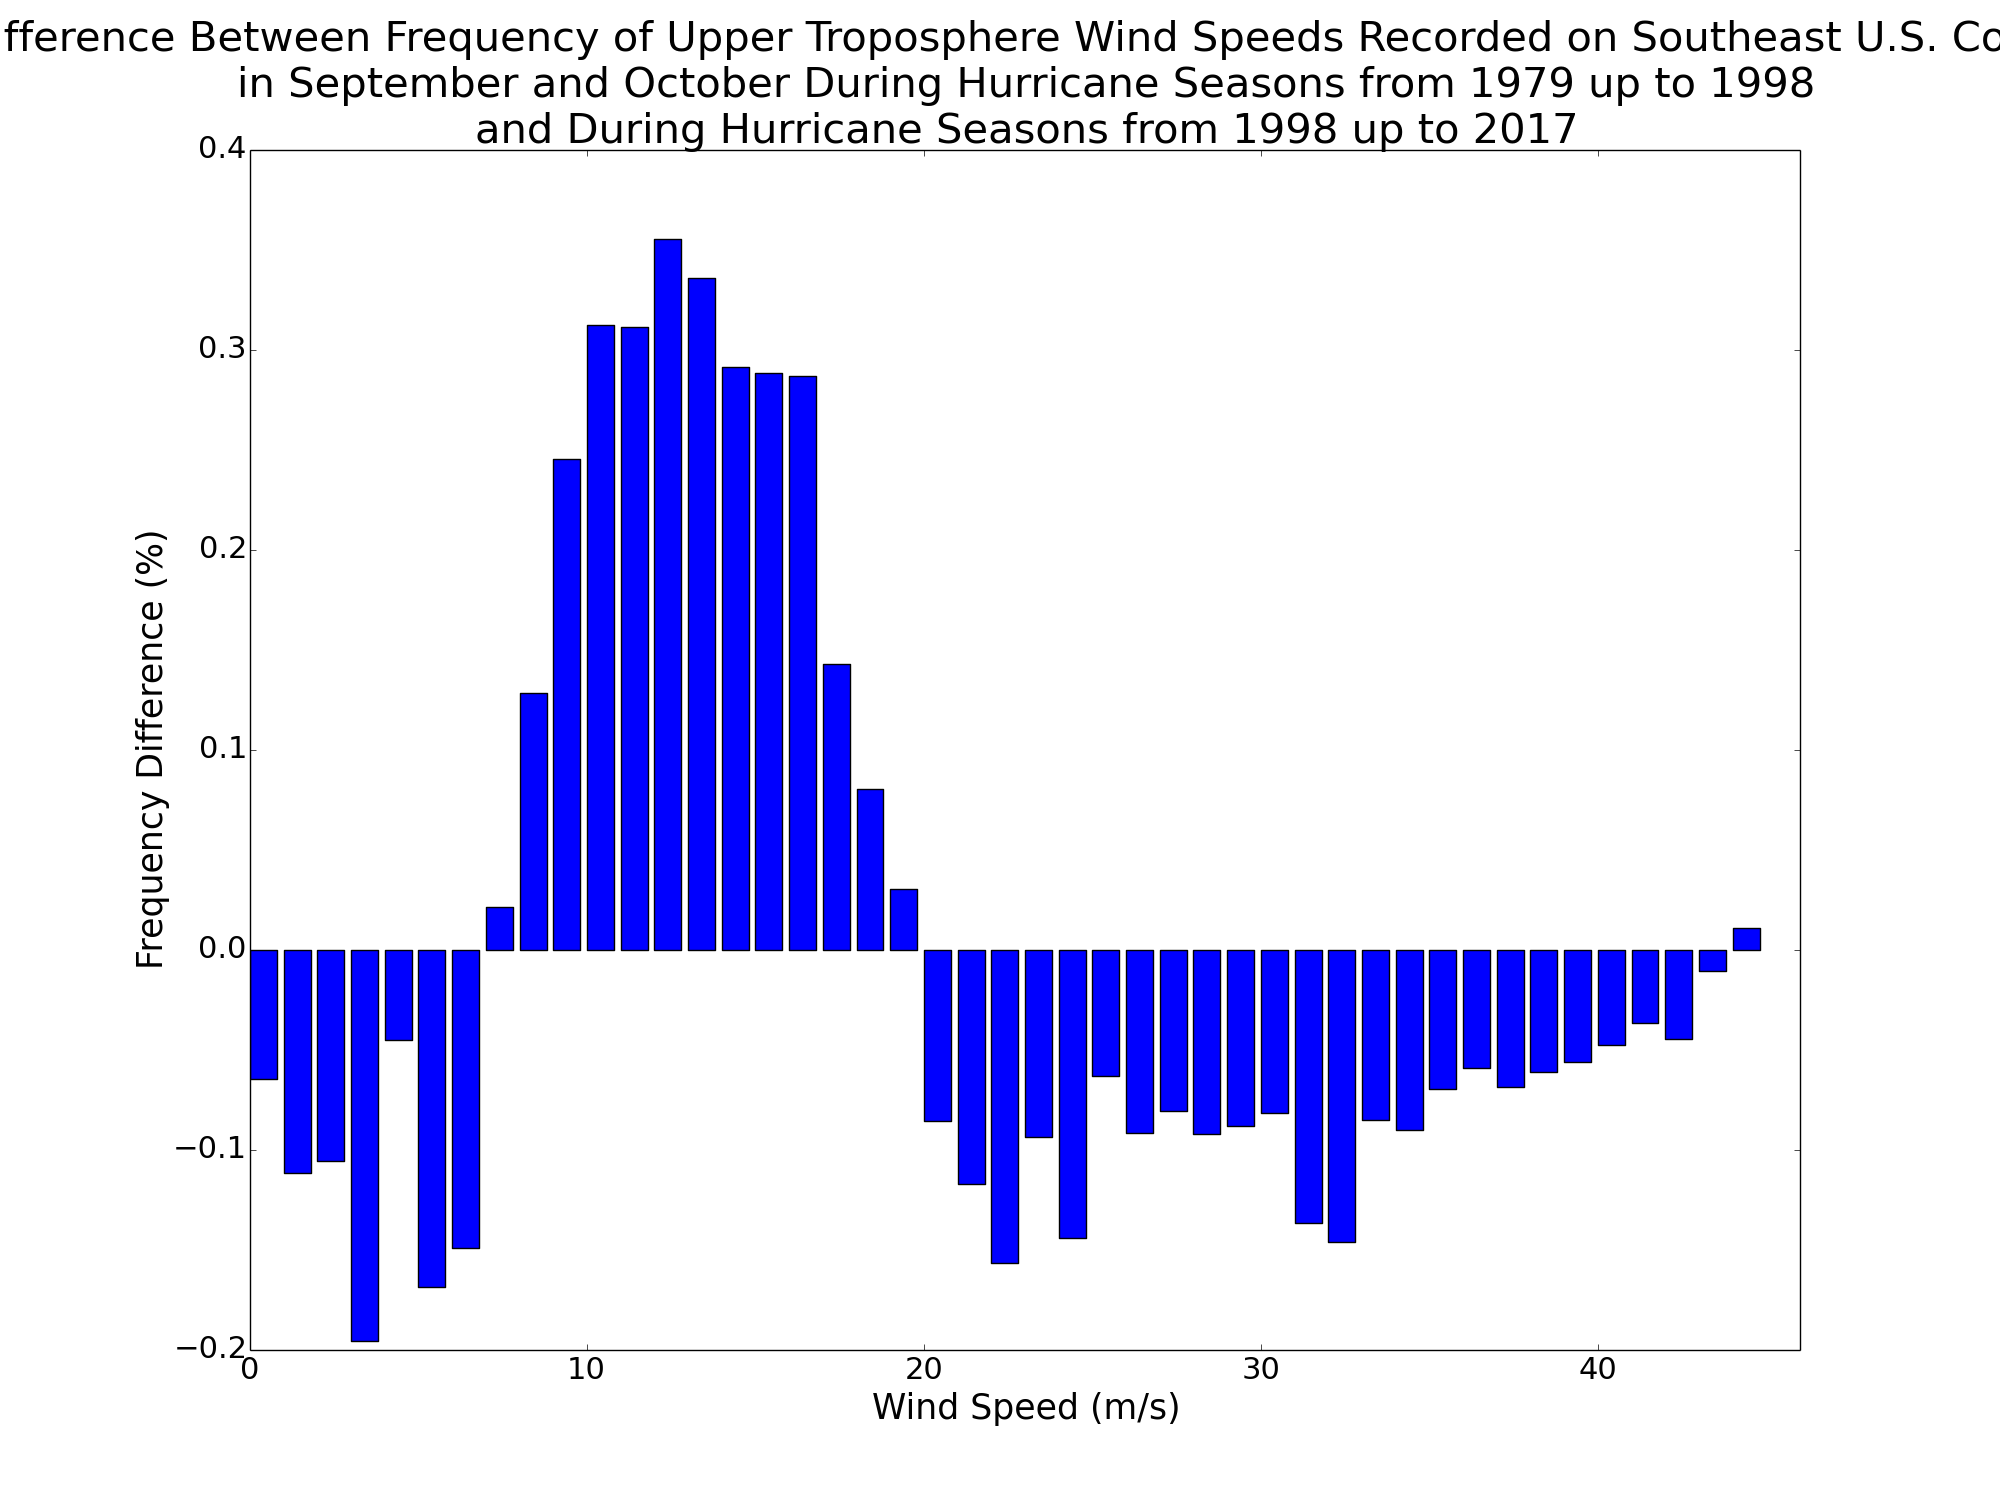 fference Between Frequency of Upper Troposphere Wind Speeds Recorded on Southeast U.S. Co
in September and October During Hurricane Seasons from 1979 up to 1998
and During Hurricane Seasons from 1998 up to 2017
0.4
0.3
0.2
0.1
0.0
−0.1
−0.2
Frequency Difference (%)
0 10 20 30 40
Wind Speed (m/s)